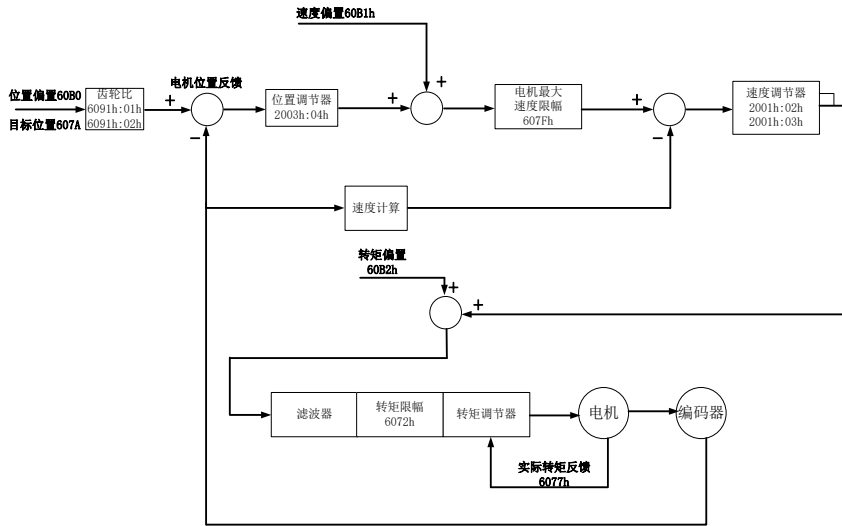 速度偏置60B1h
位置偏置60B0
目标位置607A
齿轮比
6091h:01h
6091h:02h
电机位置反馈
+
−
位置调节器
2003h:04h
+
+
电机最大
速度限幅
607Fh
+
−
速度调节器
2001h:02h
2001h:03h
速度计算
转矩偏置
60B2h
+
+
滤波器
转矩限幅
6072h
转矩调节器
电机
编码器
实际转矩反馈
6077h